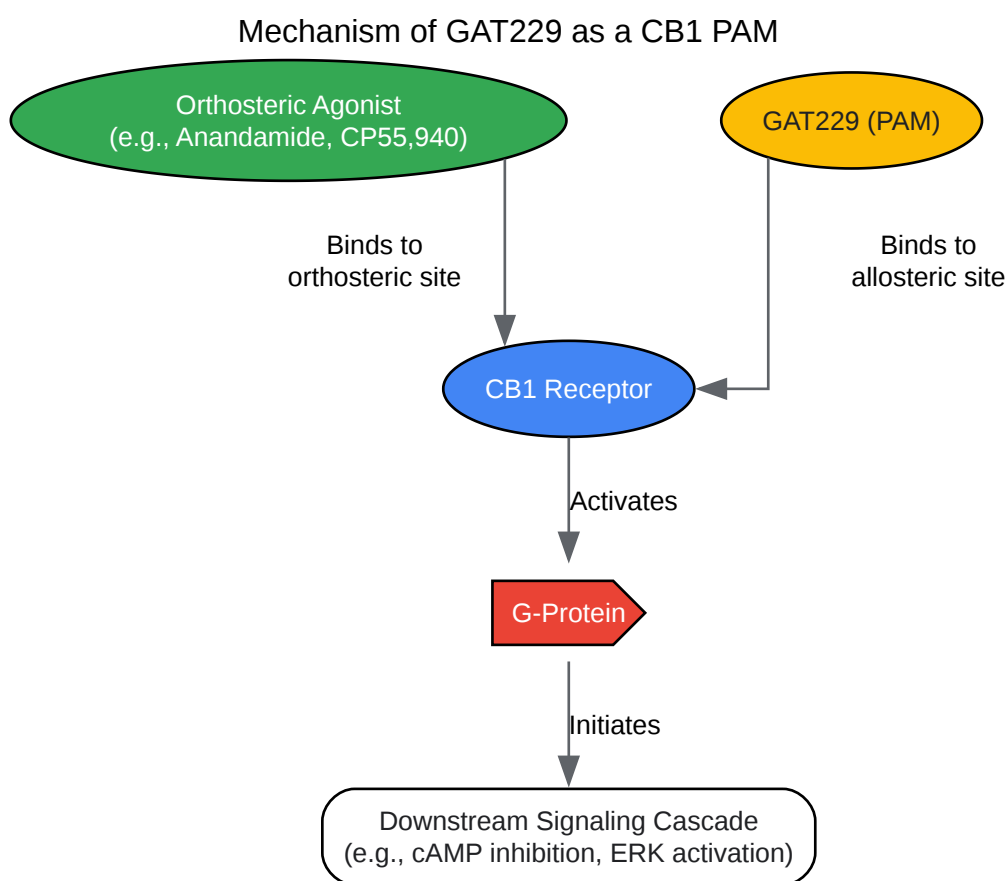 Mechanism of GAT229 as a CB1 PAM
Orthosteric Agonist
(e.g., Anandamide, CP55,940)
GAT229 (PAM)
Binds to
orthosteric site
Binds to
allosteric site
CB1 Receptor
Activates
G-Protein
Initiates
Downstream Signaling Cascade
(e.g., cAMP inhibition, ERK activation)